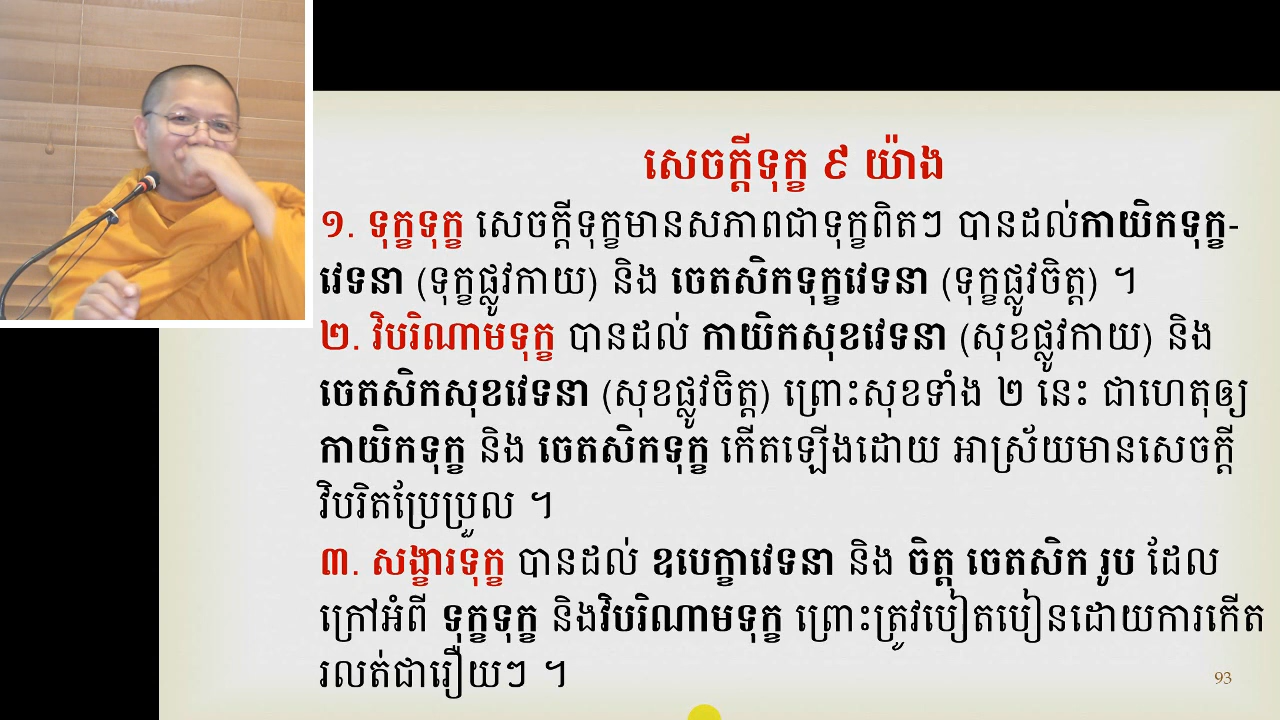 សេចក្តីទុក្ខ ៩ យ៉ាង
១. ទុក្ខទុក្ខ សេចក្តីទុក្ខមានសភាពជាទុក្ខពិតៗ បានដល់កាយិកទុក្ខ-
វេទនា (ទុក្ខផ្លូវកាយ) និង ចេតសិកទុក្ខវេទនា (ទុក្ខផ្លូវចិត្ត) ។
២. វិបរិណាមទុក្ខ បានដល់ កាយិកសុខវេទនា (សុខផ្លូវកាយ) និង
ចេតសិកសុខវេទនា (សុខផ្លូវចិត្ត) ព្រោះសុខទាំង ២ នេះ ជាហេតុឲ្យ
កាយិកទុក្ខ និង ចេតសិកទុក្ខ កើតឡើងដោយ អាស្រ័យមានសេចក្តី
វិបរិតប្រែប្រួល ។
៣. សង្ខារទុក្ខ បានដល់ ឧបេក្ខាវេទនា និង ចិត្ត ចេតសិក រូប ដែល
ក្រៅអំពី ទុក្ខទុក្ខ និងវិបរិណាមទុក្ខ ព្រោះត្រូវបៀតបៀនដោយការកើត
រលត់ជារឿយៗ ។
93